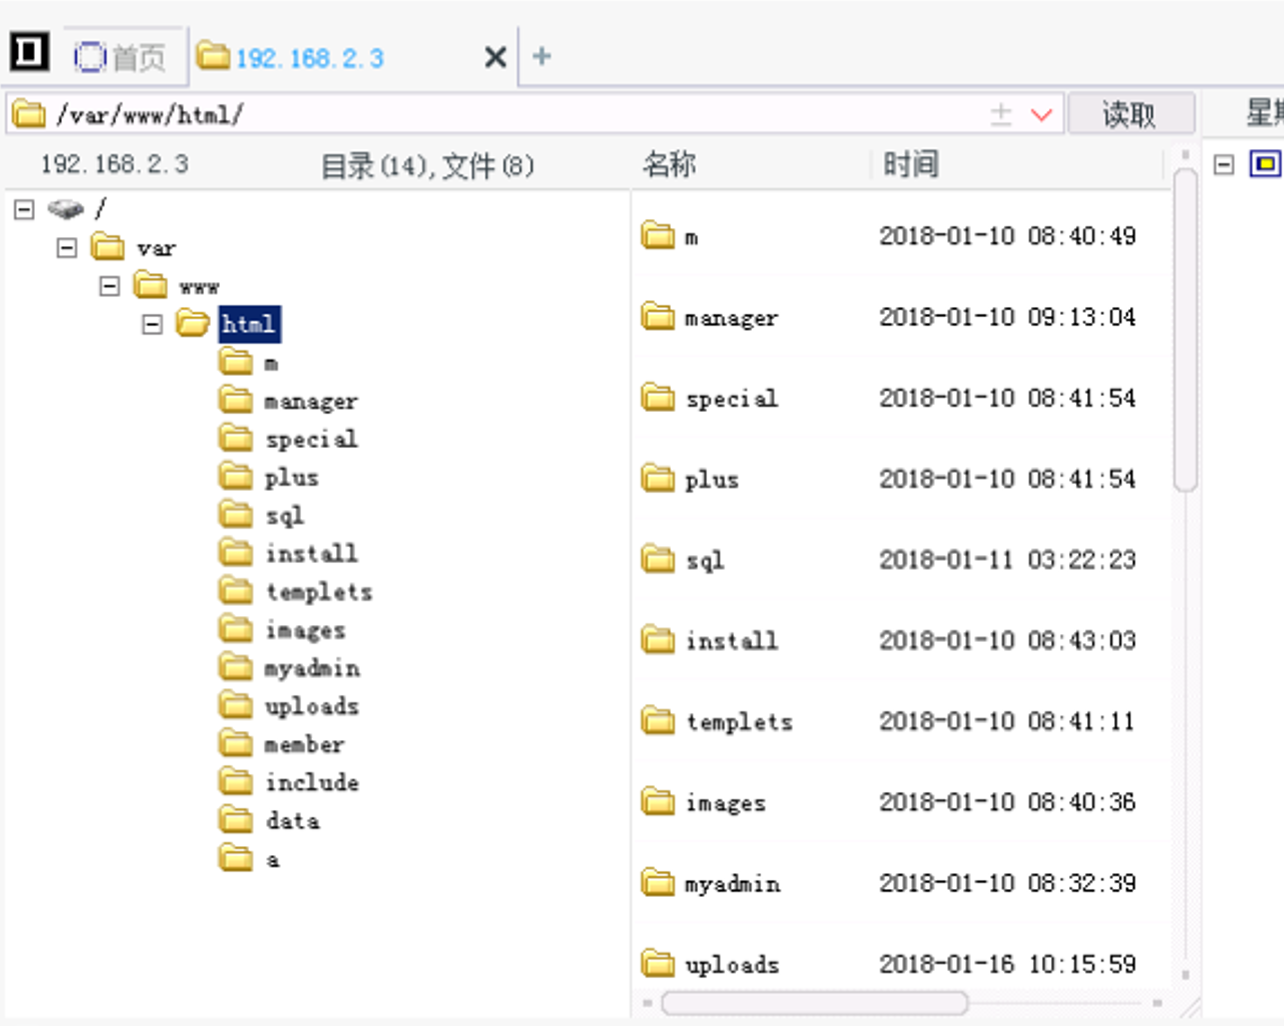 首页
192.168.2.3
/var/www/html/
读取
192.168.2.3 目录(14),文件(8) 名称 时间
/
var
www
html
m
manager
special
plus
sql
install
templets
images
myadmin
uploads
member
include
data
a
m 2018-01-10 08:40:49
manager 2018-01-10 09:13:04
special 2018-01-10 08:41:54
plus 2018-01-10 08:41:54
sql 2018-01-11 03:22:23
install 2018-01-10 08:43:03
templets 2018-01-10 08:41:11
images 2018-01-10 08:40:36
myadmin 2018-01-10 08:32:39
uploads 2018-01-16 10:15:59